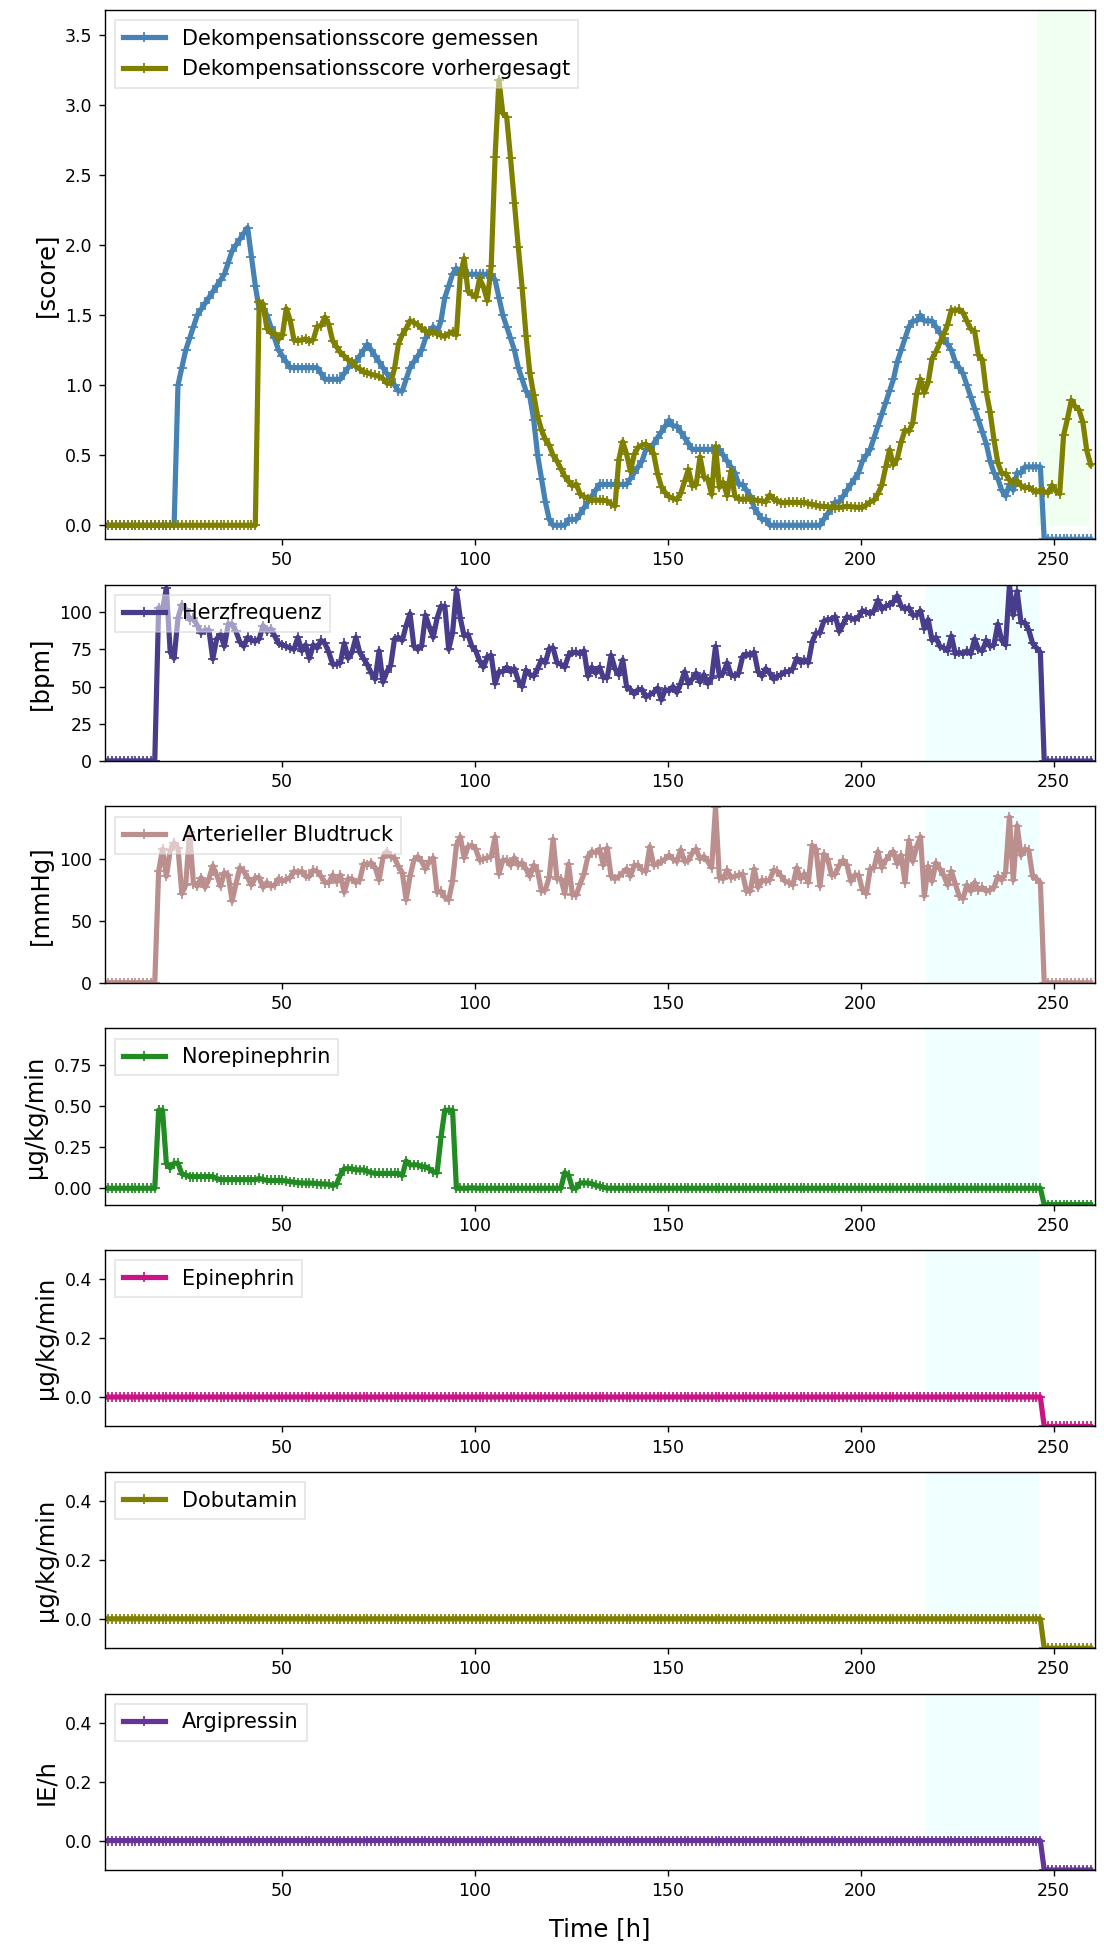 Dekompensationsscore gemessen
Dekompensationsscore vorhergesagt
[score]
3.5
3.0
2.5
2.0
1.5
1.0
0.5
0.0
50 100 150 200 250
Herzfrequenz
[bpm]
100
75
50
25
0
50 100 150 200 250
Arterieller Bludtruck
[mmHg]
100
50
0
50 100 150 200 250
Norepinephrin
µg/kg/min
0.75
0.50
0.25
0.00
50 100 150 200 250
Epinephrin
µg/kg/min
0.4
0.2
0.0
50 100 150 200 250
Dobutamin
µg/kg/min
0.4
0.2
0.0
50 100 150 200 250
Argipressin
IE/h
0.4
0.2
0.0
50 100 150 200 250
Time [h]